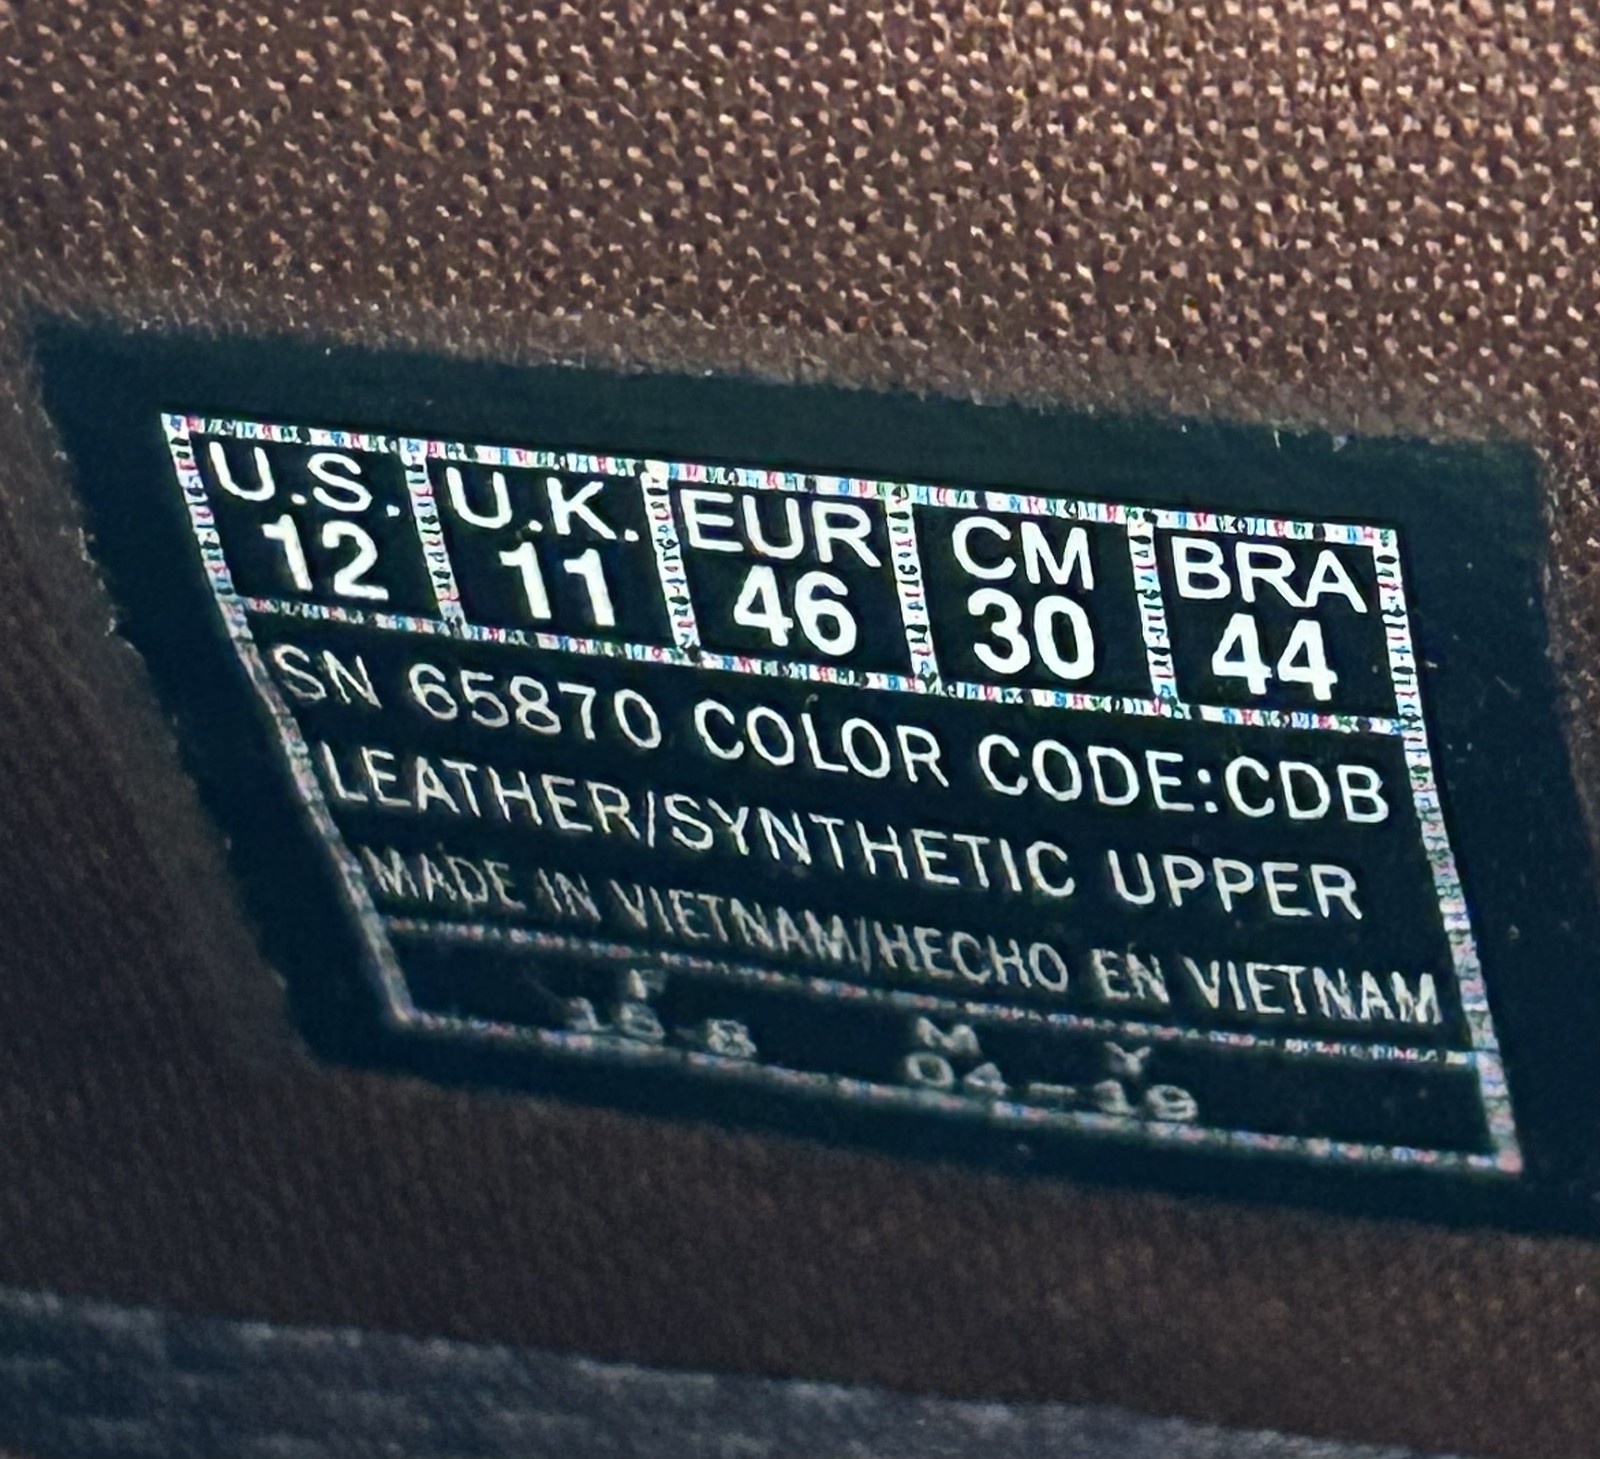 U.S. U.K. EUR CM BRA
12 11 46 30 44
SN 65870 COLOR CODE:CDB
LEATHER/SYNTHETIC UPPER
MADE IN VIETNAM/HECHO EN VIETNAM
F M Y
04-19